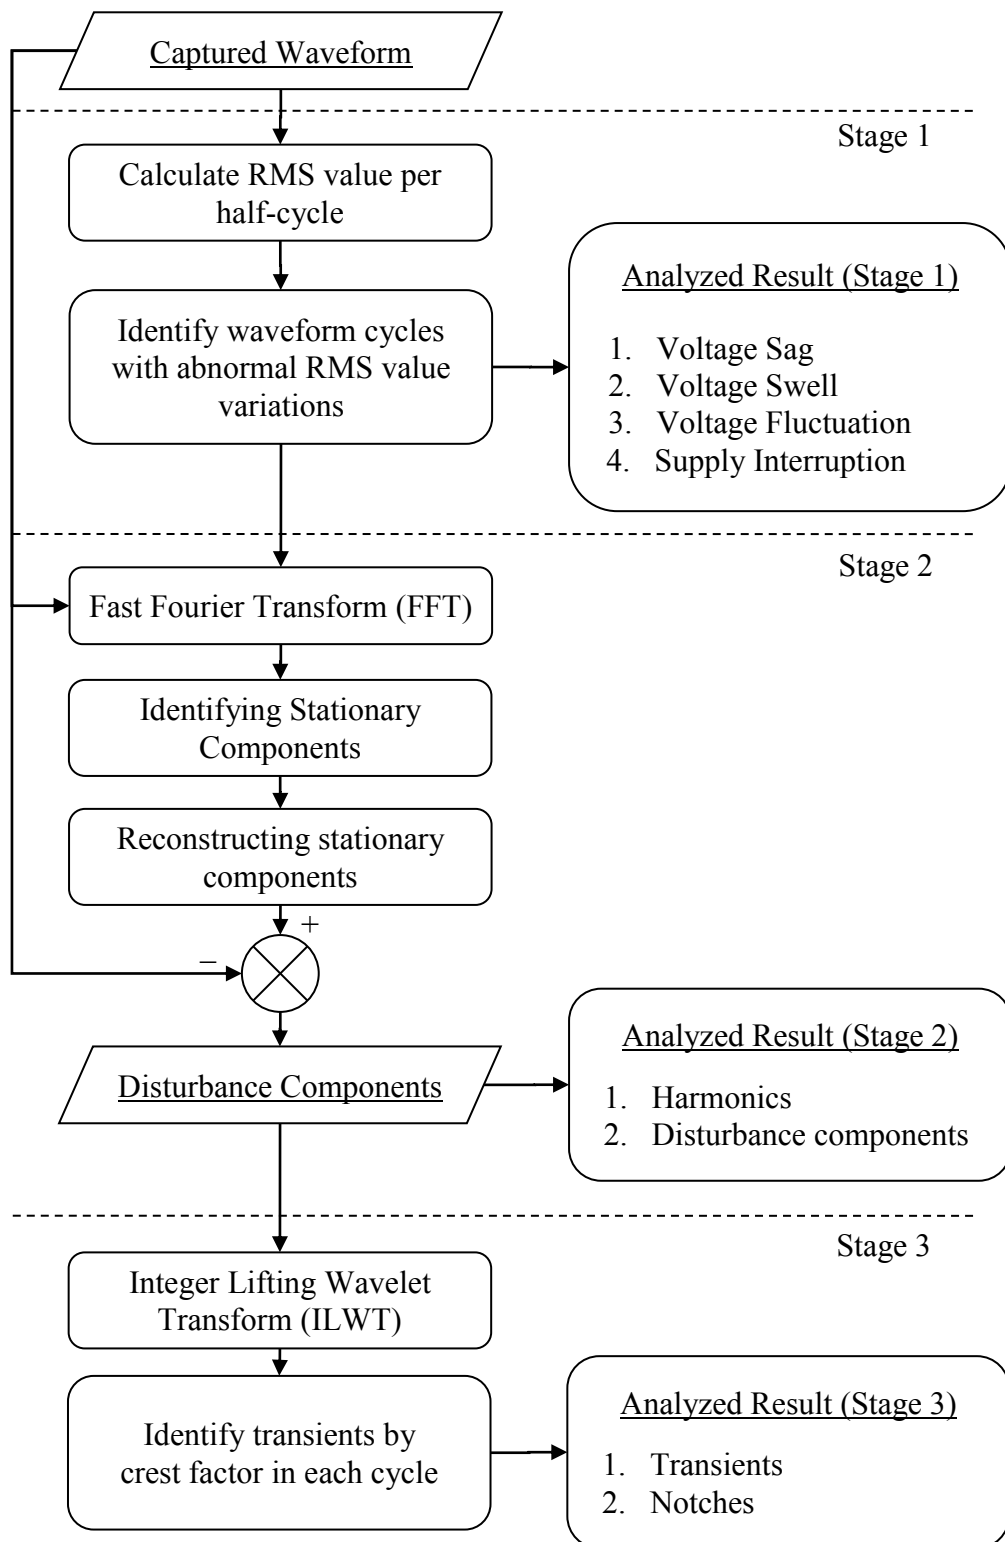 Captured Waveform
Stage 1
Calculate RMS value per
half-cycle
Identify waveform cycles
with abnormal RMS value
variations
Analyzed Result (Stage 1)
1. Voltage Sag
2. Voltage Swell
3. Voltage Fluctuation
4. Supply Interruption
Stage 2
Fast Fourier Transform (FFT)
Identifying Stationary
Components
Reconstructing stationary
components
+
−
Disturbance Components
Analyzed Result (Stage 2)
1. Harmonics
2. Disturbance components
Stage 3
Integer Lifting Wavelet
Transform (ILWT)
Identify transients by
crest factor in each cycle
Analyzed Result (Stage 3)
1. Transients
2. Notches